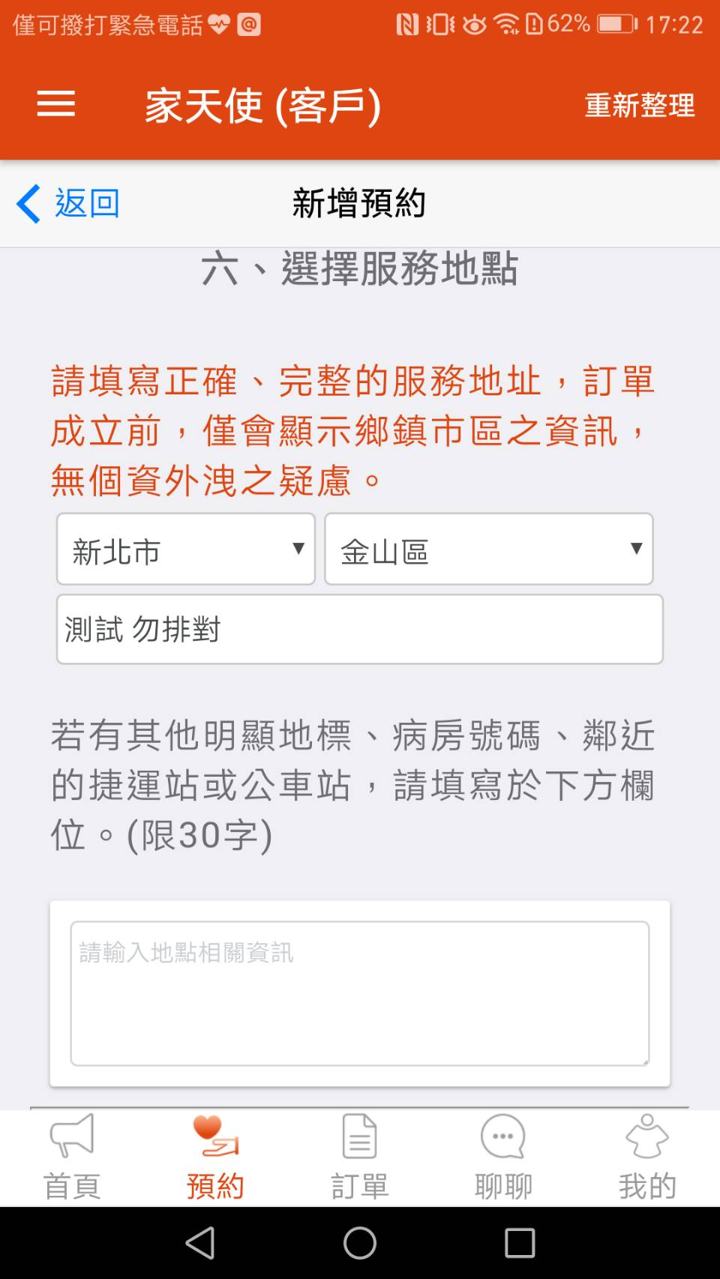 僅可撥打緊急電話
62% 17:22
家天使 (客戶)
重新整理
返回
新增預約
六、選擇服務地點
請填寫正確、完整的服務地址，訂單
成立前，僅會顯示鄉鎮市區之資訊，
無個資外洩之疑慮。
新北市
金山區
測試 勿排對
若有其他明顯地標、病房號碼、鄰近
的捷運站或公車站，請填寫於下方欄
位。(限30字)
請輸入地點相關資訊
首頁
預約
訂單
聊聊
我的